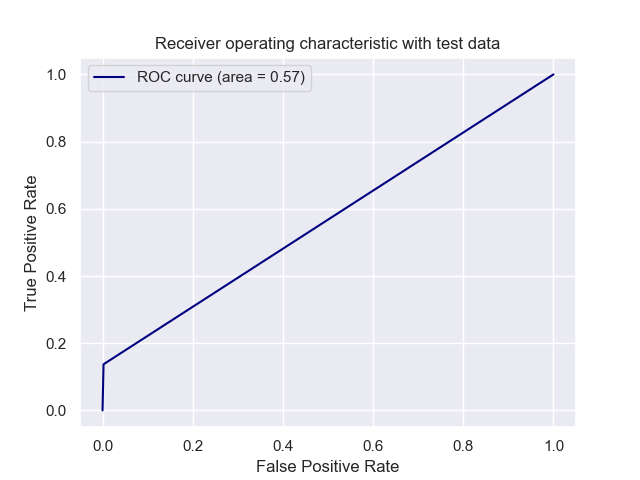 Receiver operating characteristic with test data
ROC curve (area = 0.57)
True Positive Rate
1.0
0.8
0.6
0.4
0.2
0.0
0.0 0.2 0.4 0.6 0.8 1.0
False Positive Rate